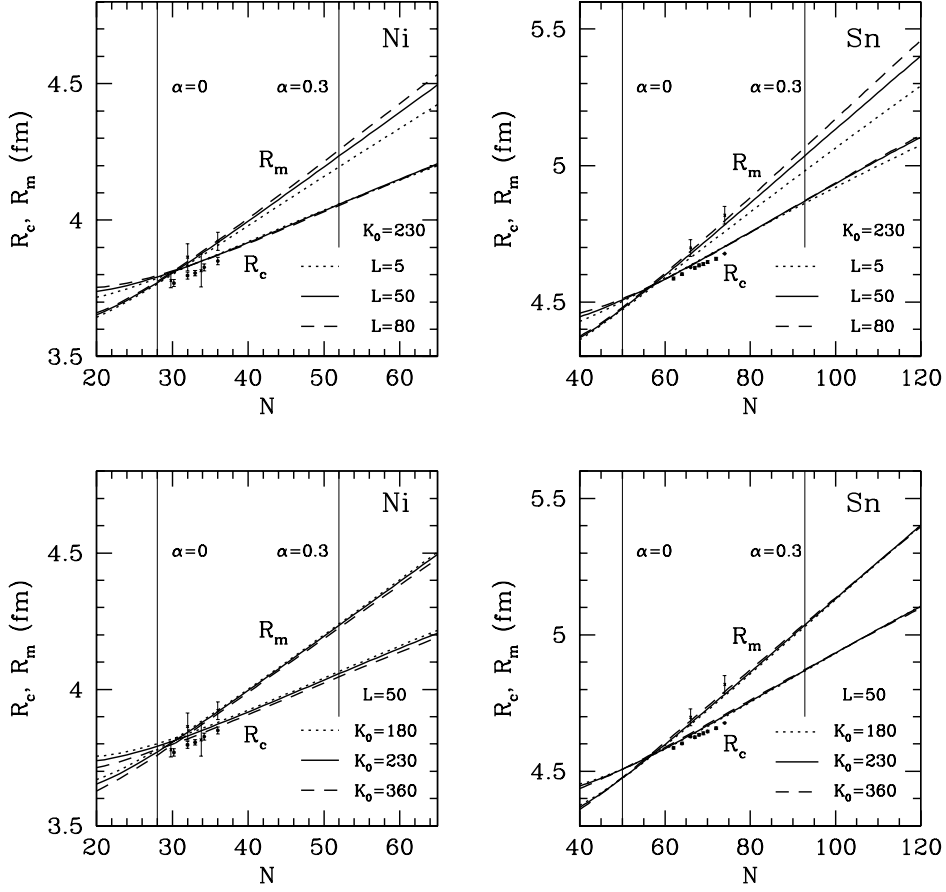 Ni
4.5
α=0
α=0.3
R_m
4
R_c
K_0=230
L=5
L=50
L=80
3.5
20
30
40
50
60
N
R_c, R_m (fm)
Sn
5.5
α=0
α=0.3
5
R_m
R_c
K_0=230
L=5
4.5
L=50
L=80
40
60
80
100
120
N
R_c, R_m (fm)
Ni
4.5
α=0
α=0.3
R_m
4
L=50
R_c
K_0=180
K_0=230
K_0=360
3.5
20
30
40
50
60
N
R_c, R_m (fm)
Sn
5.5
α=0
α=0.3
5
R_m
L=50
R_c
K_0=180
4.5
K_0=230
K_0=360
40
60
80
100
120
N
R_c, R_m (fm)